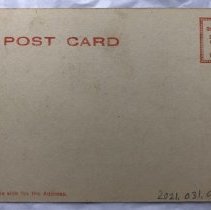 POST CARD
side for the Address.
2021.031.